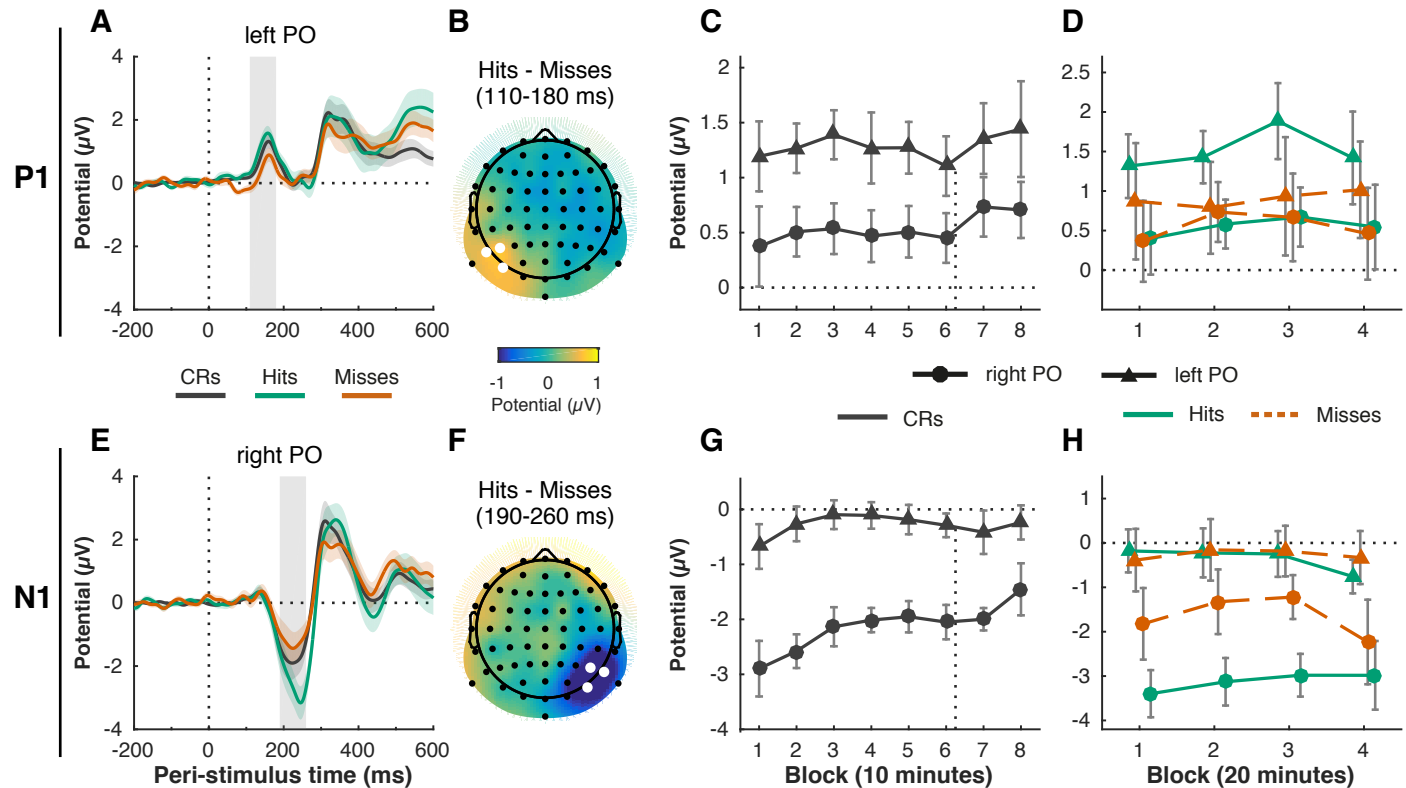 A
left PO
P1
Potential (µV)
4
2
0
-2
-4
-200 0 200 400 600
B
Hits - Misses
(110-180 ms)
-1 0 1
Potential (µV)
C
Potential (µV)
2
1.5
1
0.5
0
1 2 3 4 5 6 7 8
D
2.5
2
1.5
1
0.5
0
1 2 3 4
CRs Hits Misses
right PO left PO
CRs
Hits Misses
E
right PO
N1
Potential (µV)
4
2
0
-2
-4
-200 0 200 400 600
Peri-stimulus time (ms)
F
Hits - Misses
(190-260 ms)
G
Potential (µV)
0
-1
-2
-3
-4
1 2 3 4 5 6 7 8
Block (10 minutes)
H
1
0
-1
-2
-3
-4
1 2 3 4
Block (20 minutes)